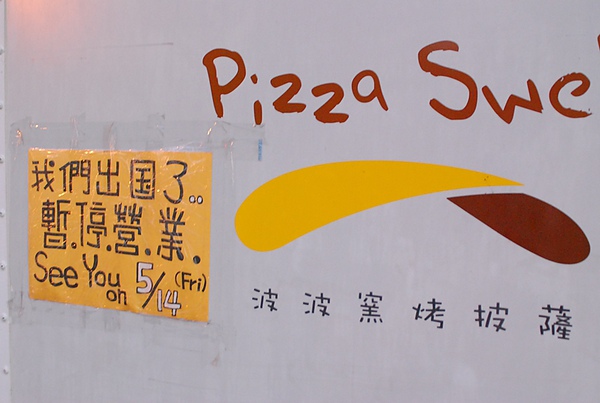 Pizza Swe
我們出国了..
暫.停.營.業.
See You on 5/14 (Fri)
波波窯烤披薩